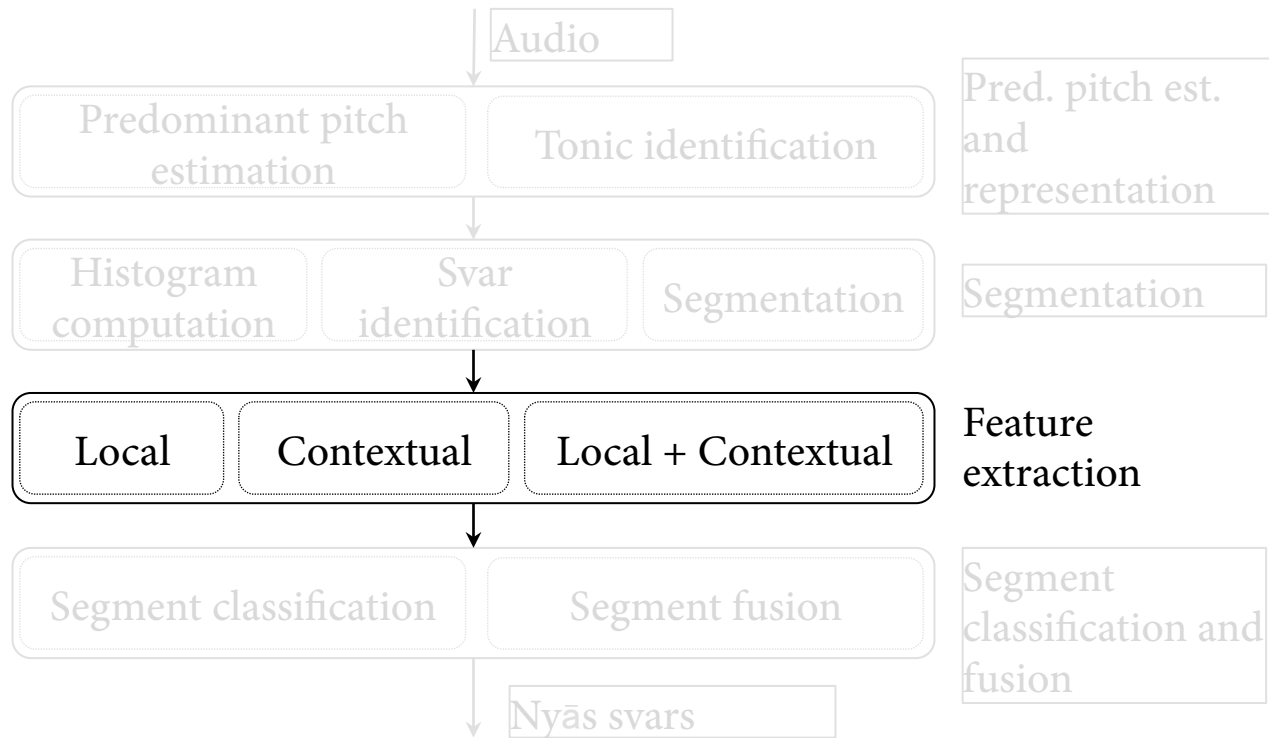 Audio
Predominant pitch
estimation
Tonic identification
Pred. pitch est.
and
representation
Histogram
computation
Svar
identification
Segmentation
Segmentation
Local
Contextual
Local + Contextual
Feature
extraction
Segment classification
Segment fusion
Segment
classification and
fusion
Nyās svars